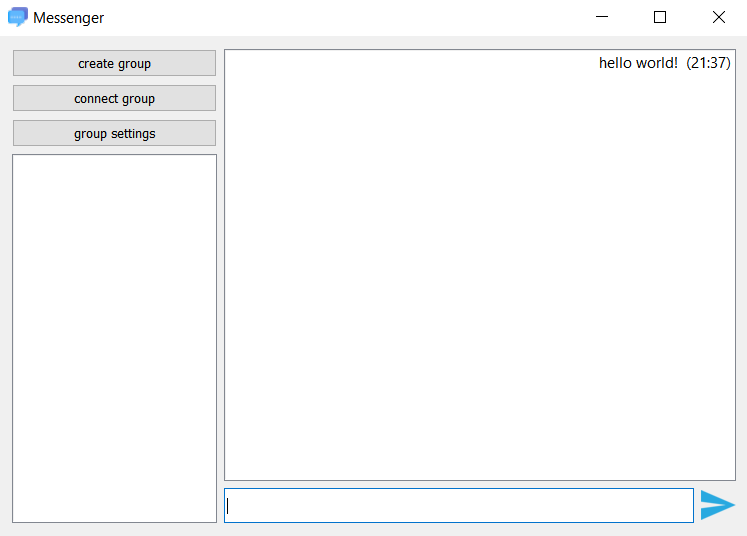 Messenger
create group
connect group
group settings
hello world!  (21:37)